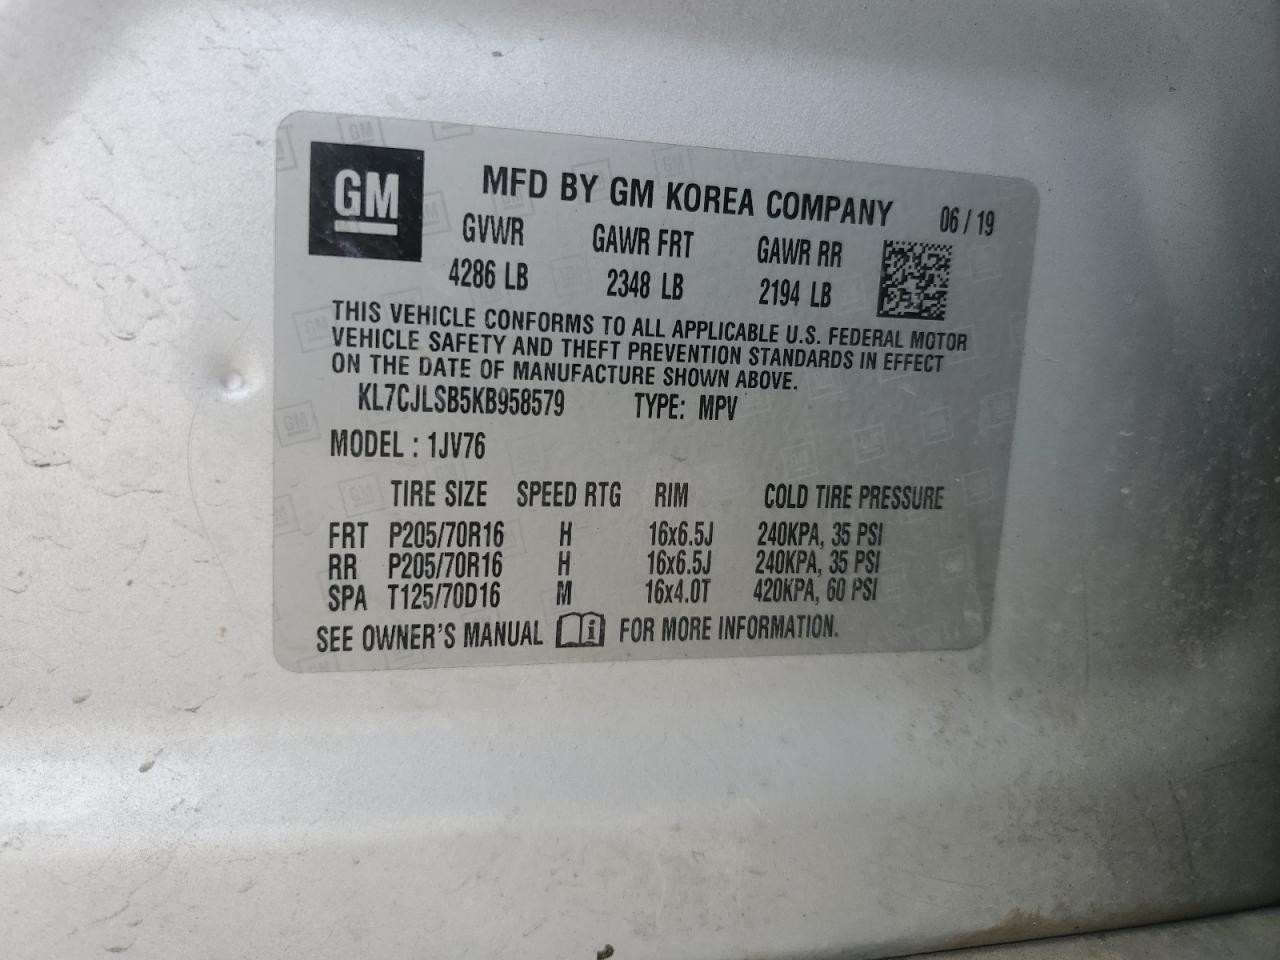 GM
MFD BY GM KOREA COMPANY 06 / 19
GVWR GAWR FRT GAWR RR
4286 LB 2348 LB 2194 LB
THIS VEHICLE CONFORMS TO ALL APPLICABLE U.S. FEDERAL MOTOR
VEHICLE SAFETY AND THEFT PREVENTION STANDARDS IN EFFECT
ON THE DATE OF MANUFACTURE SHOWN ABOVE.
KL7CJLSB5KB958579 TYPE: MPV
MODEL : 1JV76
TIRE SIZE SPEED RTG RIM COLD TIRE PRESSURE
FRT P205/70R16 H 16x6.5J 240KPA, 35 PSI
RR P205/70R16 H 16x6.5J 240KPA, 35 PSI
SPA T125/70D16 M 16x4.0T 420KPA, 60 PSI
SEE OWNER'S MANUAL FOR MORE INFORMATION.